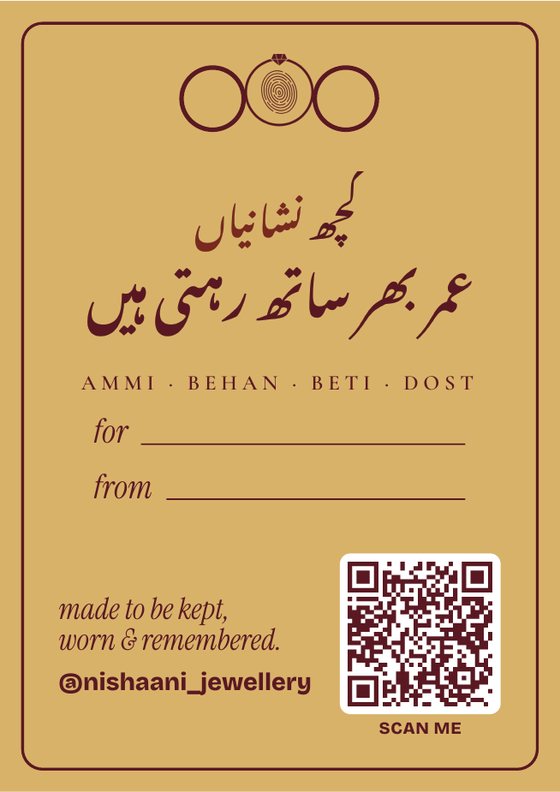 کچھ نشانیاں
عمر بھر ساتھ رہتی ہیں
AMMI · BEHAN · BETI · DOST
for
from
made to be kept,
worn & remembered.
@nishaani_jewellery
SCAN ME